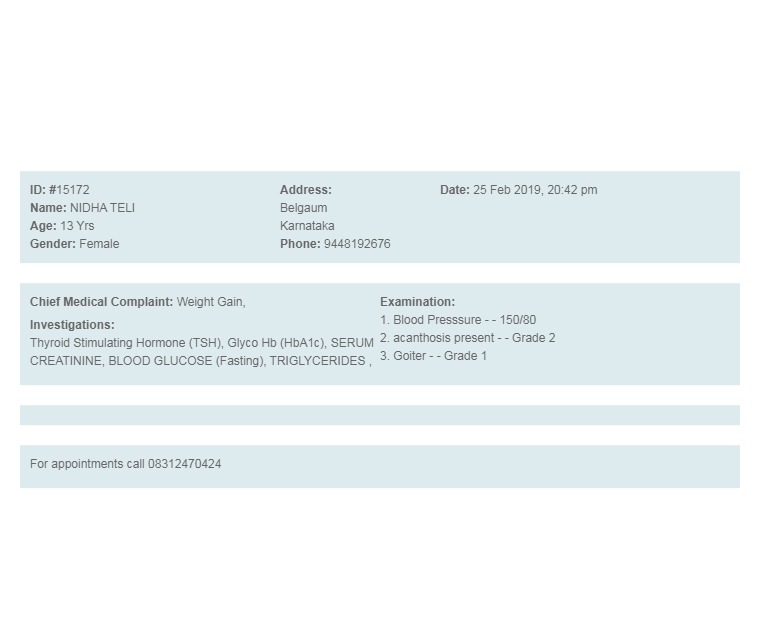 ID: #15172
Name: NIDHA TELI
Age: 13 Yrs
Gender: Female
Address:
Belgaum
Karnataka
Phone: 9448192676
Date: 25 Feb 2019, 20:42 pm
Chief Medical Complaint: Weight Gain,
Investigations:
Thyroid Stimulating Hormone (TSH), Glyco Hb (HbA1c), SERUM
CREATININE, BLOOD GLUCOSE (Fasting), TRIGLYCERIDES ,
Examination:
1. Blood Presssure - - 150/80
2. acanthosis present - - Grade 2
3. Goiter - - Grade 1
For appointments call 08312470424